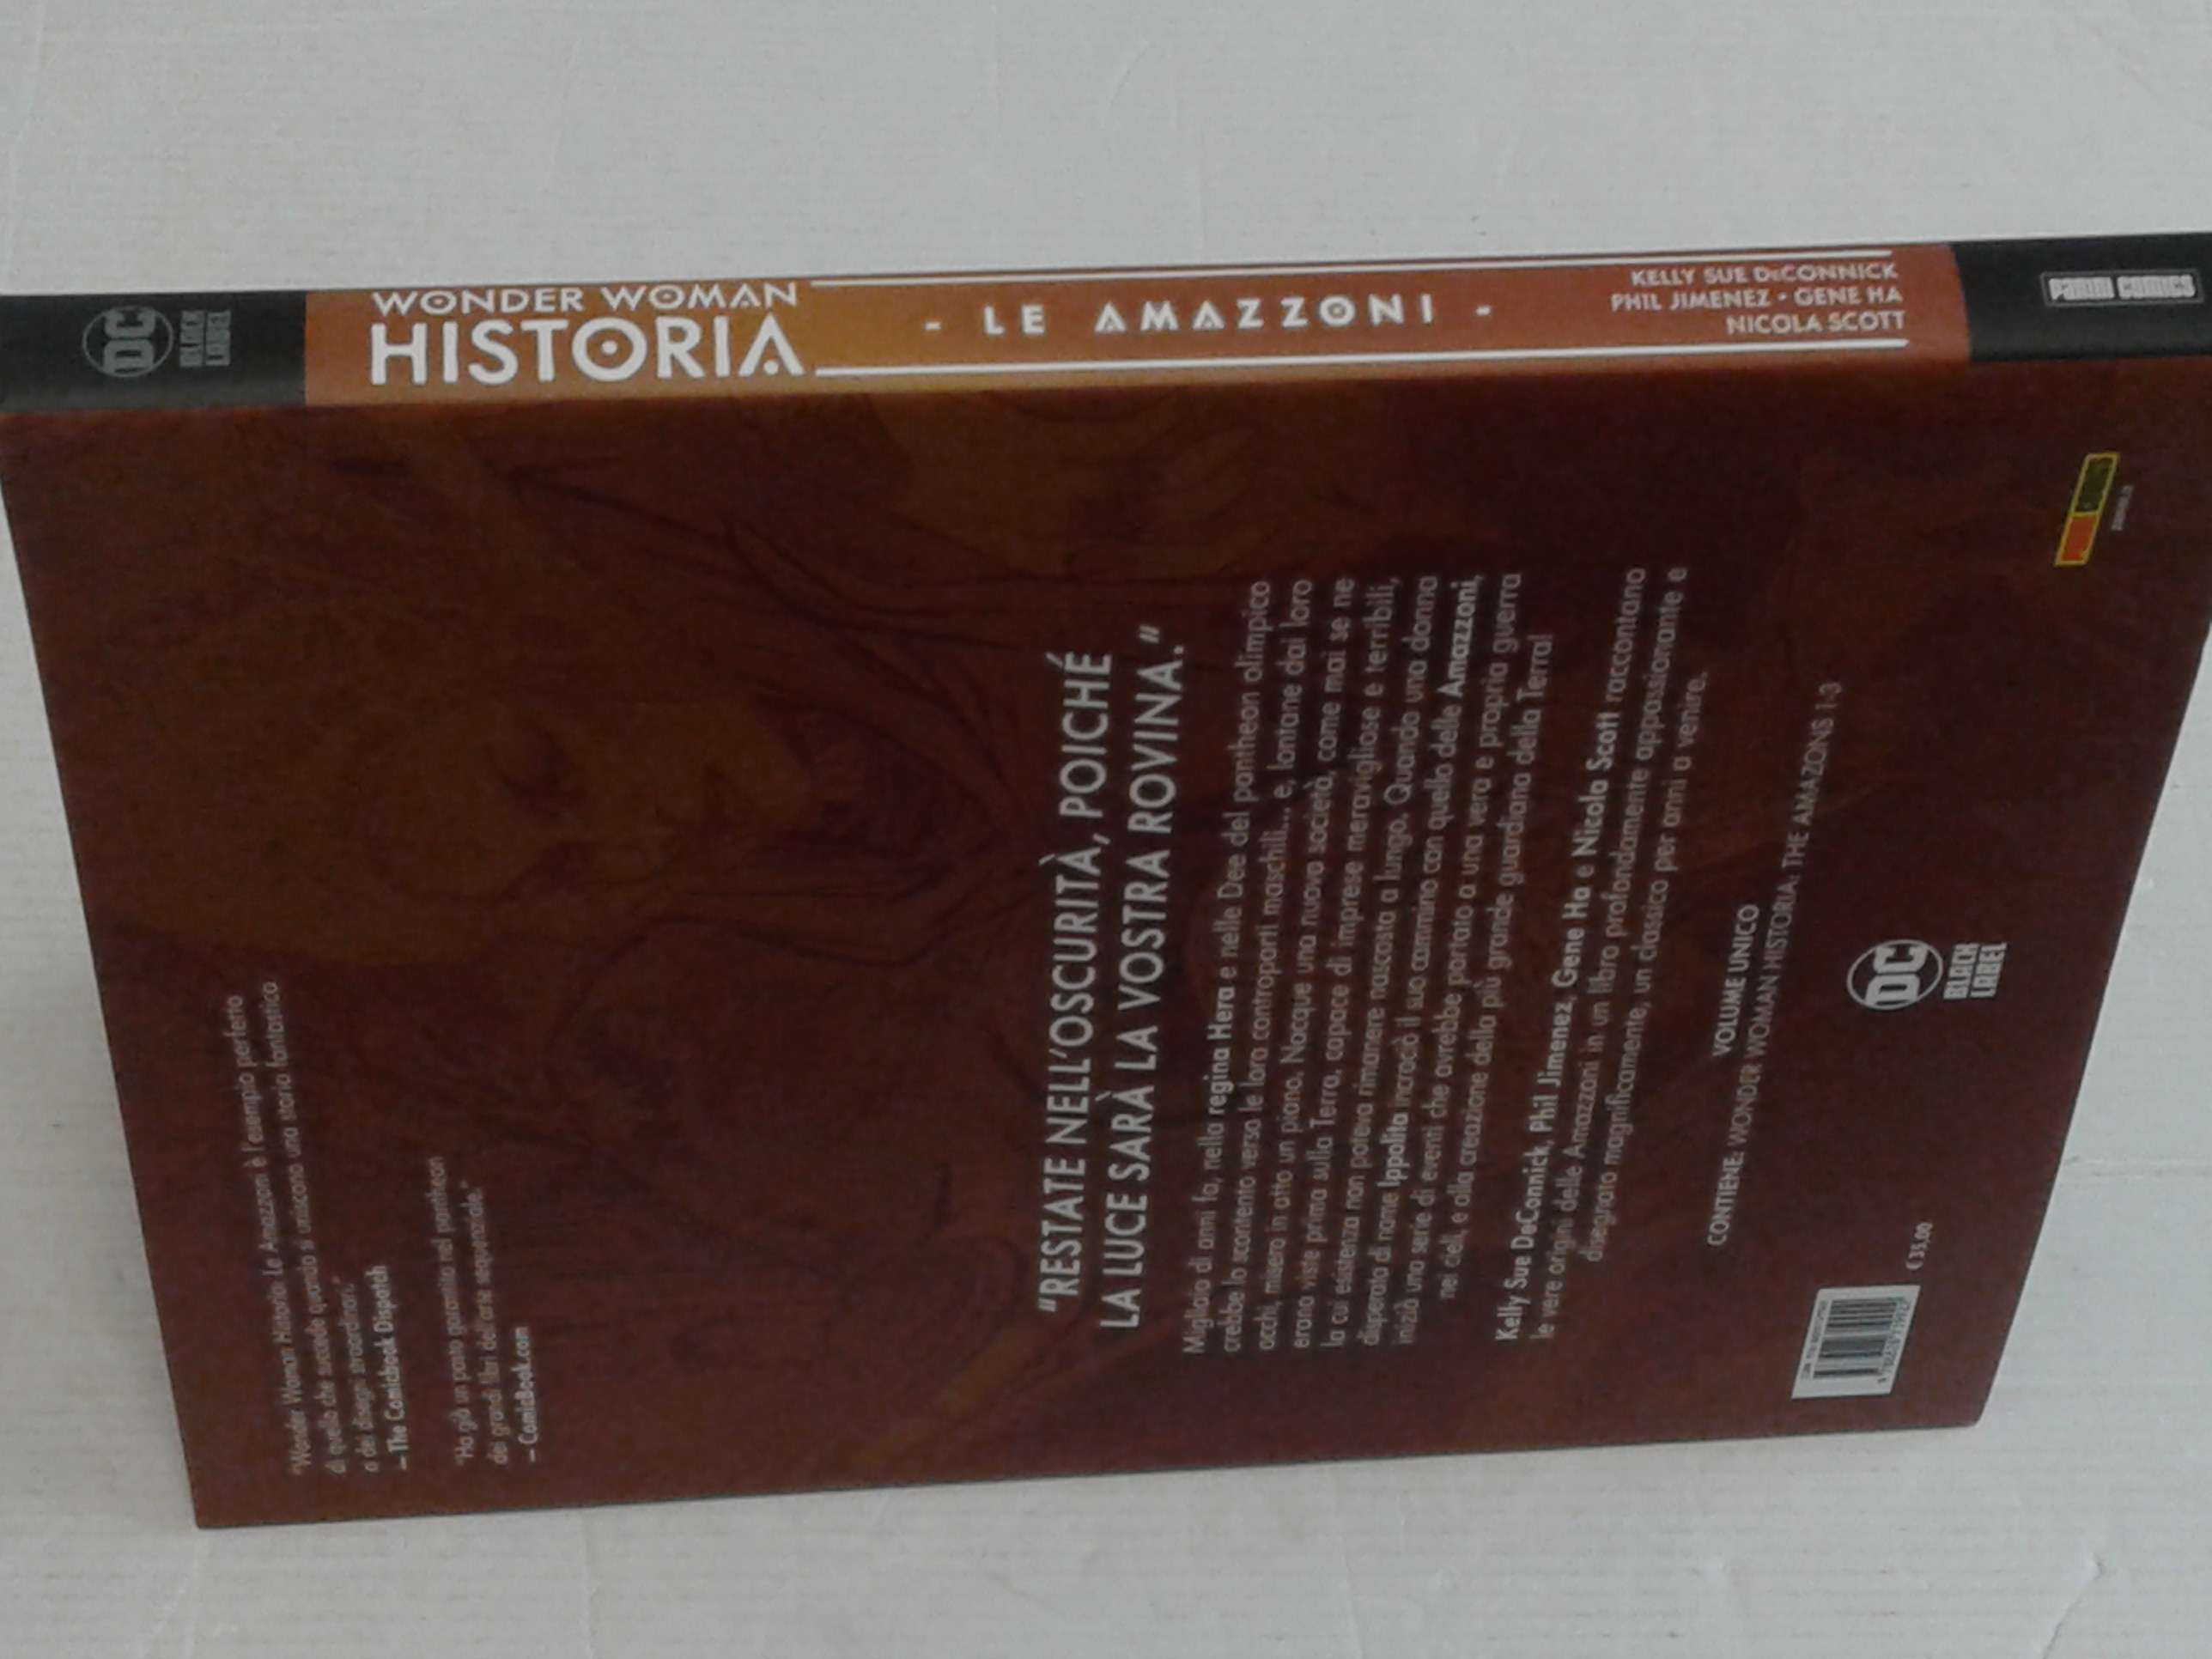 DC
BLACK
LABEL
WONDER WOMAN
HISTORIA
- LE AMAZZONI -
KELLY SUE DeCONNICK
PHIL JIMENEZ • GENE HA
NICOLA SCOTT
PANINI COMICS
"Wonder Woman Historia: Le Amazzoni è l'esempio perfetto
di quello che succede quando si uniscono una storia fantastica
a dei disegni straordinari."
– The Comicbook Dispatch
"Ha già un posto garantito nel pantheon
dei grandi libri dell'arte sequenziale."
– ComicBook.com
"RESTATE NELL'OSCURITÀ, POICHÉ
LA LUCE SARÀ LA VOSTRA ROVINA."
Migliaia di anni fa, nella regina Hera e nelle Dee del pantheon olimpico
crebbe lo scontento verso le loro controparti maschili... e, lontane dai loro
occhi, misero in atto un piano. Nacque una nuova società, come mai se ne
erano viste prima sulla Terra, capace di imprese meravigliose e terribili,
la cui esistenza non poteva rimanere nascosta a lungo. Quando una donna
disperata di nome Ippolita incrociò il suo cammino con quello delle Amazzoni,
iniziò una serie di eventi che avrebbe portato a una vera e propria guerra
nei cieli, e alla creazione della più grande guardiana della Terra!
Kelly Sue DeConnick, Phil Jimenez, Gene Ha e Nicola Scott raccontano
le vere origini delle Amazzoni in un libro profondamente appassionante e
disegnato magnificamente, un classico per anni a venire.
VOLUME UNICO
CONTIENE: WONDER WOMAN HISTORIA: THE AMAZONS 1-3
DC
BLACK
LABEL
€ 35,00